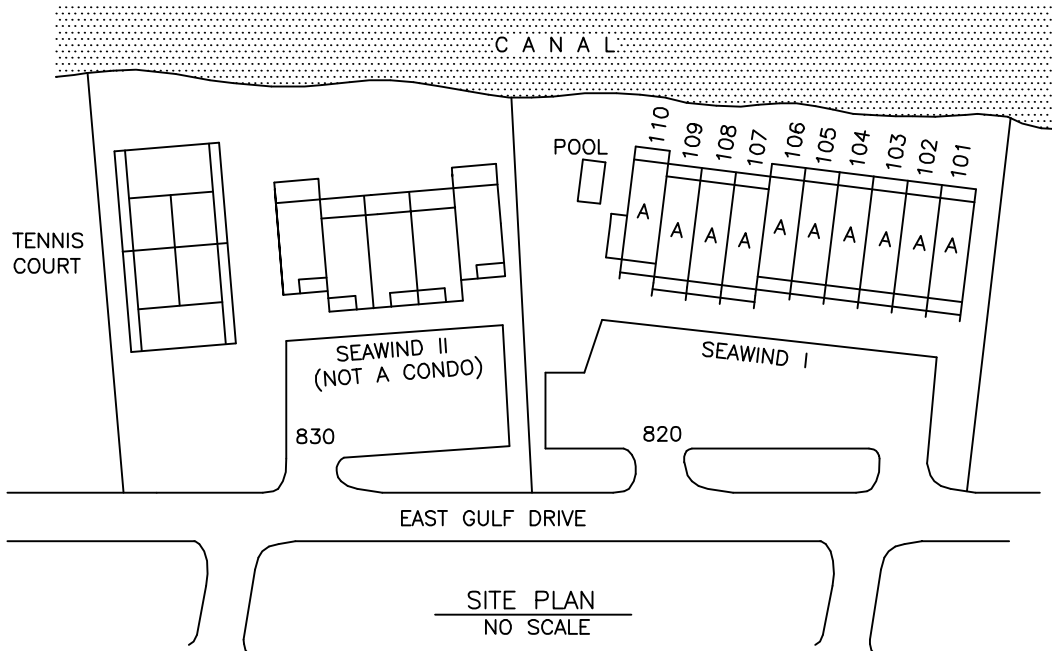 C A N A L
POOL
110
109
108
107
106
105
104
103
102
101
A
A
A
A
A
A
A
A
A
A
TENNIS
COURT
SEAWIND II
(NOT A CONDO)
SEAWIND I
830
820
EAST GULF DRIVE
SITE PLAN
NO SCALE